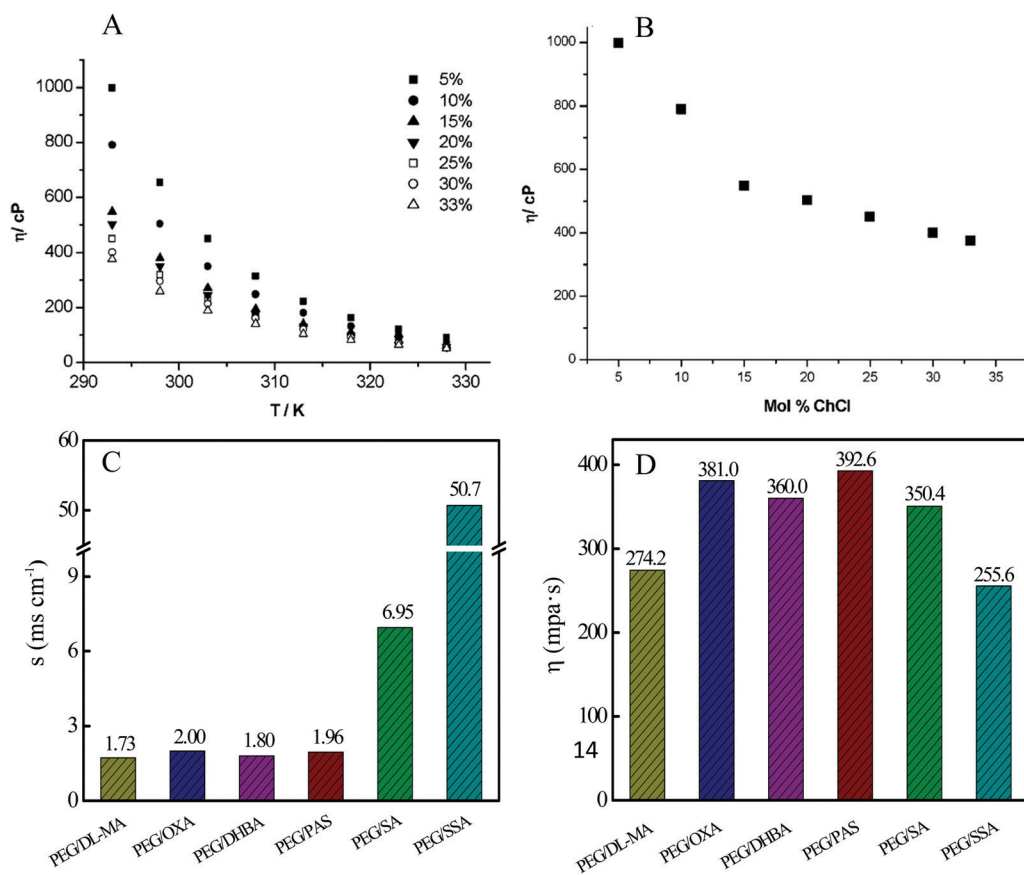 A
1000
800
600
400
200
0
η/ cP
290
300
310
320
330
T / K
5%
10%
15%
20%
25%
30%
33%
B
1000
800
600
400
200
0
η/ cP
5
10
15
20
25
30
35
Mol % ChCl
C
60
50
9
6
3
0
s (ms cm⁻¹)
1.73
2.00
1.80
1.96
6.95
50.7
PEG/DL-MA
PEG/OXA
PEG/DHBA
PEG/PAS
PEG/SA
PEG/SSA
D
400
300
200
100
14
0
η (mpa·s)
274.2
381.0
360.0
392.6
350.4
255.6
PEG/DL-MA
PEG/OXA
PEG/DHBA
PEG/PAS
PEG/SA
PEG/SSA